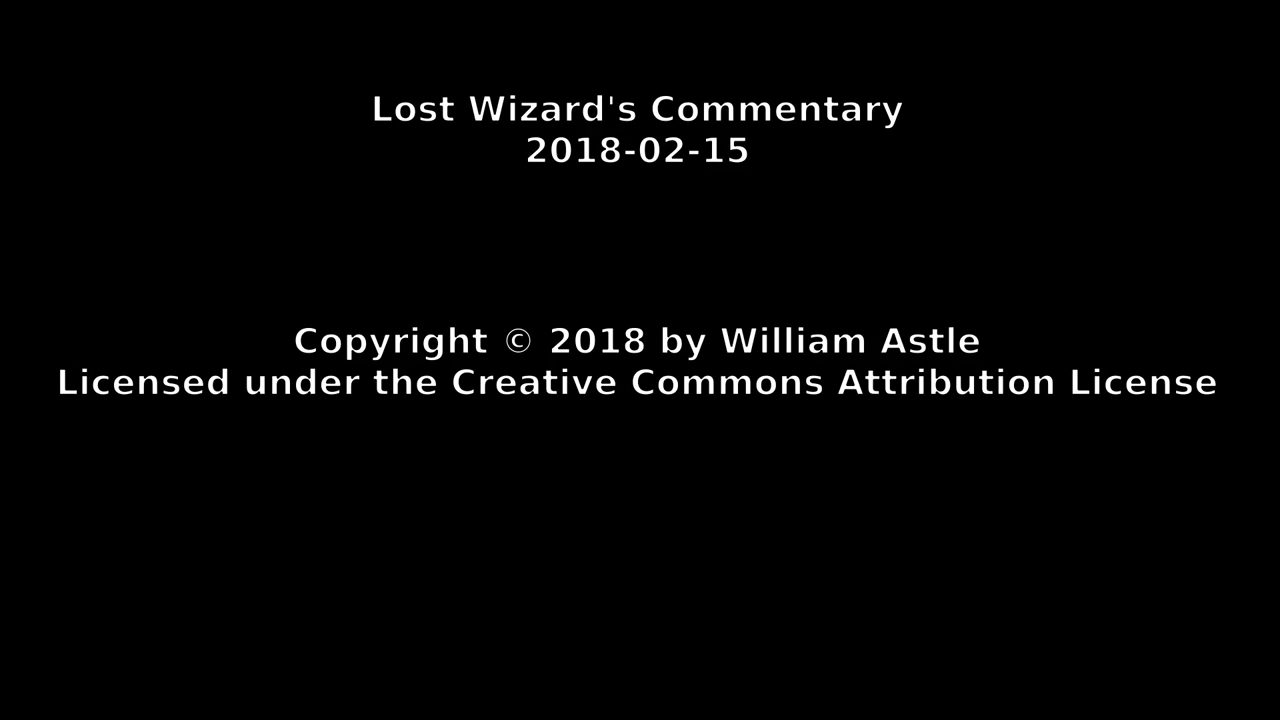 Lost Wizard's Commentary
2018-02-15
Copyright © 2018 by William Astle
Licensed under the Creative Commons Attribution License